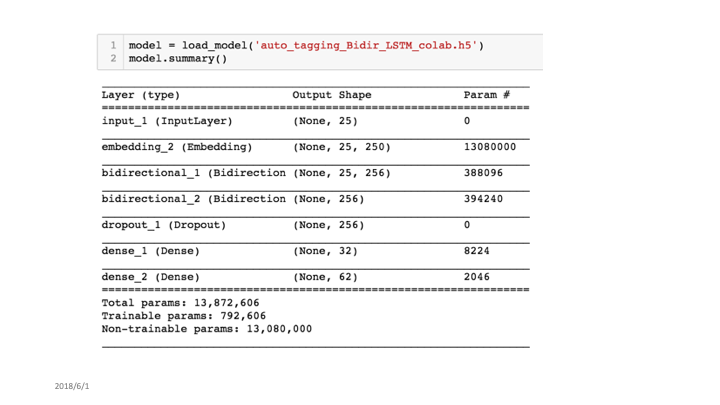 1 model = load_model('auto_tagging_Bidir_LSTM_colab.h5')
2 model.summary()
Layer (type) Output Shape Param #
input_1 (InputLayer) (None, 25) 0
embedding_2 (Embedding) (None, 25, 250) 13080000
bidirectional_1 (Bidirection (None, 25, 256) 388096
bidirectional_2 (Bidirection (None, 256) 394240
dropout_1 (Dropout) (None, 256) 0
dense_1 (Dense) (None, 32) 8224
dense_2 (Dense) (None, 62) 2046
Total params: 13,872,606
Trainable params: 792,606
Non-trainable params: 13,080,000
2018/6/1